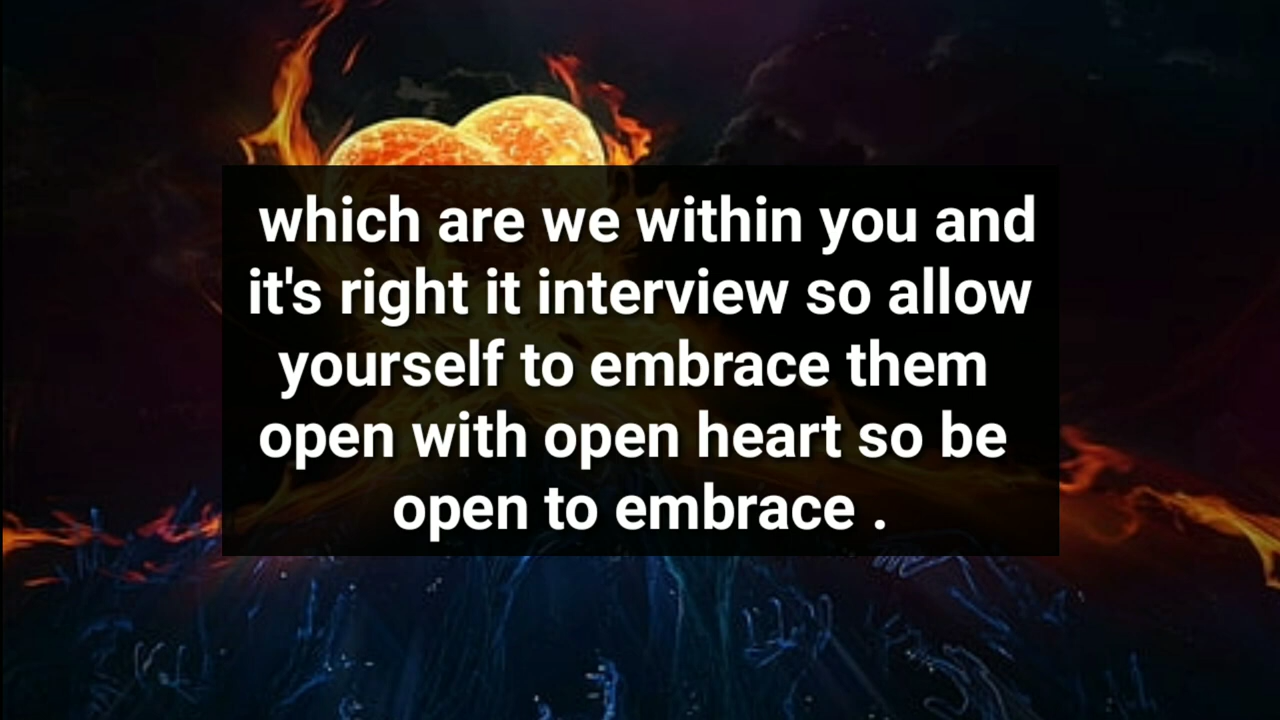 which are we within you and
it's right it interview so allow
yourself to embrace them
open with open heart so be
open to embrace .